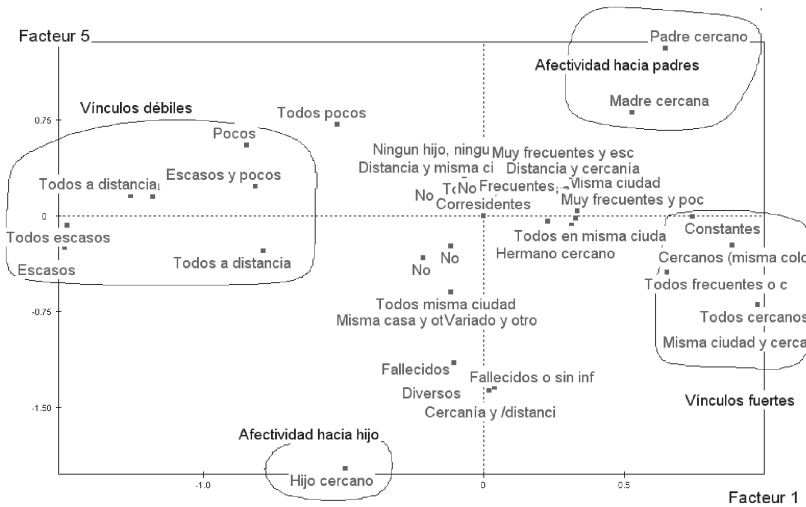 Facteur 5
Padre cercano
Afectividad hacia padres
Madre cercana
Vínculos débiles
0.75
Todos pocos
Pocos
Ningun hijo, ningu
Muy frecuentes y esc
Distancia y misma ci
Distancia y cercanía
Escasos y pocos
Todos a distancia
No
No
Frecuentes,
Misma ciudad
Muy frecuentes y poc
Corresidentes
0
Todos escasos
Todos en misma ciuda
Constantes
Escasos
Todos a distancia
Hermano cercano
Cercanos (misma colo
No
No
Todos frecuentes o c
Todos misma ciudad
Todos cercanos
-0.75
Misma casa y ot
Variado y otro
Misma ciudad y cerca
Fallecidos
Fallecidos o sin inf
Diversos
Cercanía y /distanci
Vínculos fuertes
-1.50
Afectividad hacia hijo
Hijo cercano
-1.0
0
0.5
Facteur 1